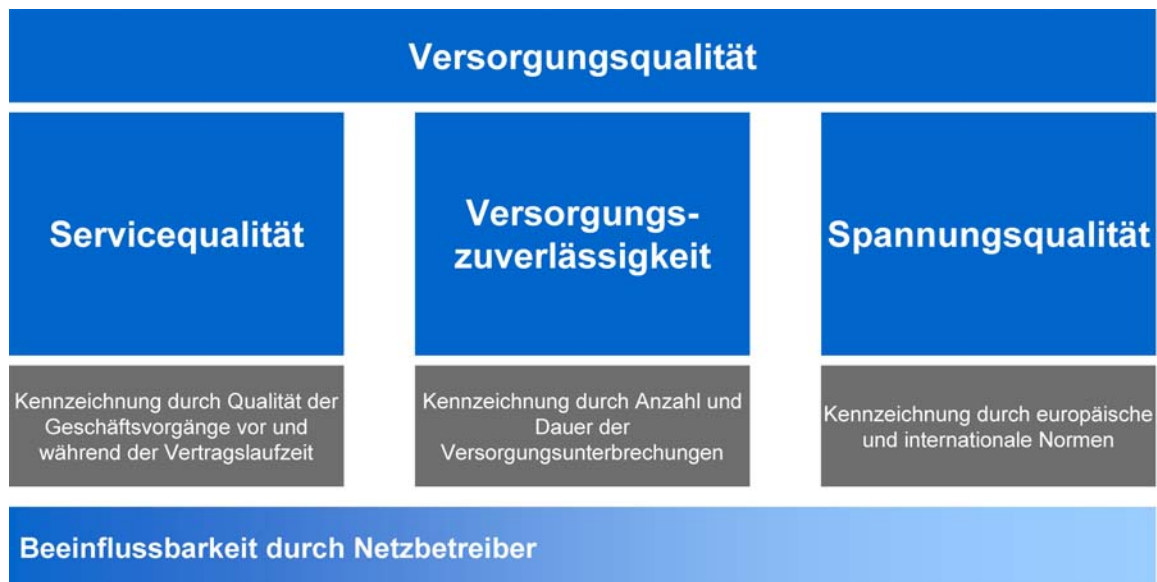 Versorgungsqualität
Servicequalität
Versorgungs-
zuverlässigkeit
Spannungsqualität
Kennzeichnung durch Qualität der
Geschäftsvorgänge vor und
während der Vertragslaufzeit
Kennzeichnung durch Anzahl und
Dauer der
Versorgungsunterbrechungen
Kennzeichnung durch europäische
und internationale Normen
Beeinflussbarkeit durch Netzbetreiber